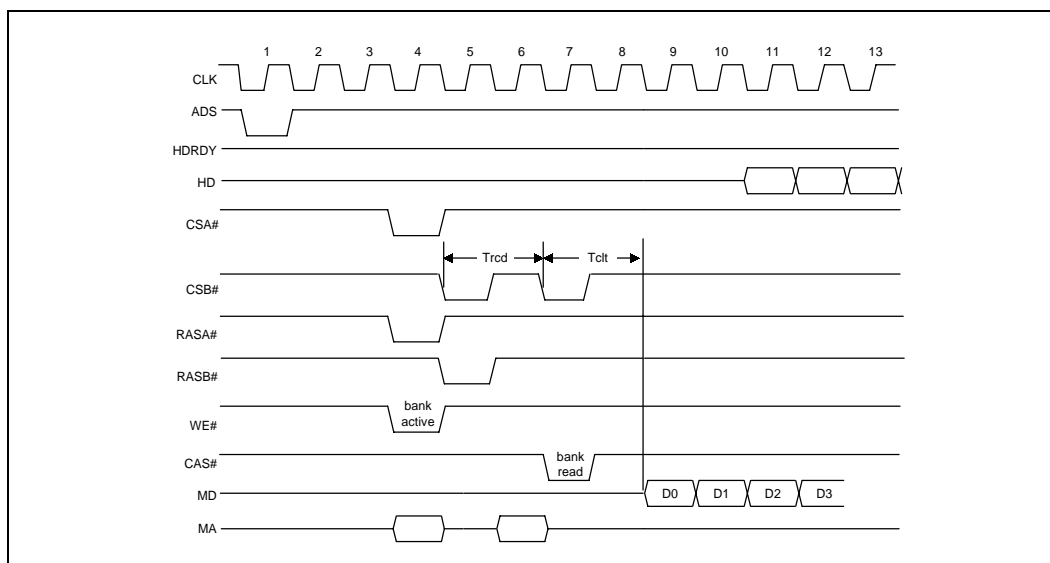 1 2 3 4 5 6 7 8 9 10 11 12 13
CLK
ADS
HDRDY
HD
CSA#
Trcd Tclt
CSB#
RASA#
RASB#
bank
active
WE#
bank
read
CAS#
MD D0 D1 D2 D3
MA